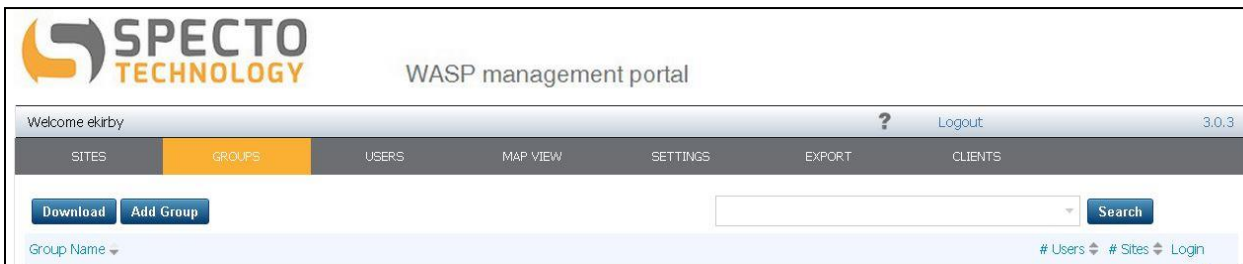 SPECTO
TECHNOLOGY
WASP management portal
Welcome ekirby ? Logout 3.0.3
SITES GROUPS USERS MAP VIEW SETTINGS EXPORT CLIENTS
Download Add Group Search
Group Name # Users # Sites Login